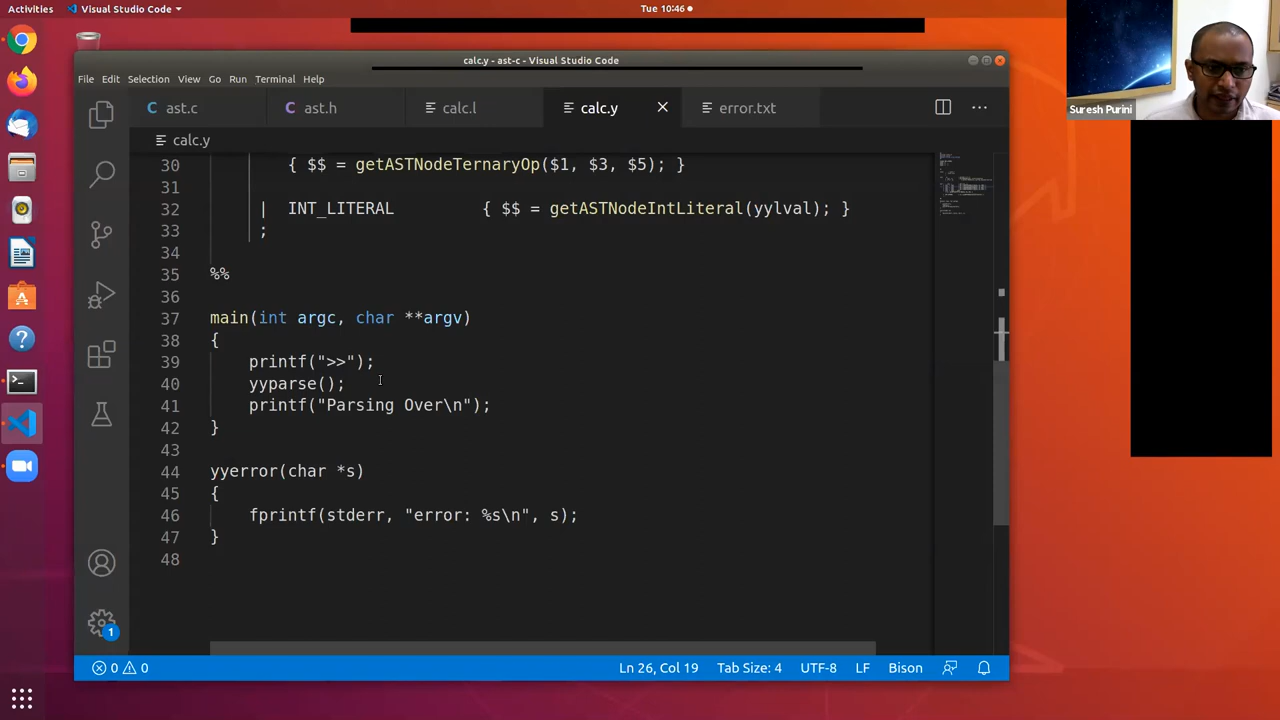 Activities
Visual Studio Code
Tue 10:46
Suresh Purini
calc.y - ast-c - Visual Studio Code
File Edit Selection View Go Run Terminal Help
ast.c
ast.h
calc.l
calc.y
error.txt
calc.y
30 { $$ = getASTNodeTernaryOp($1, $3, $5); }
31
32 | INT_LITERAL { $$ = getASTNodeIntLiteral(yylval); }
33 ;
34
35 %%
36
37 main(int argc, char **argv)
38 {
39 printf(">>");
40 yyparse();
41 printf("Parsing Over\n");
42 }
43
44 yyerror(char *s)
45 {
46 fprintf(stderr, "error: %s\n", s);
47 }
48
1
0 0 Ln 26, Col 19 Tab Size: 4 UTF-8 LF Bison